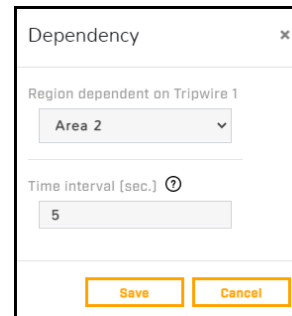 Dependency ×
Region dependent on Tripwire 1
Area 2
Time interval (sec.) ?
5
Save Cancel